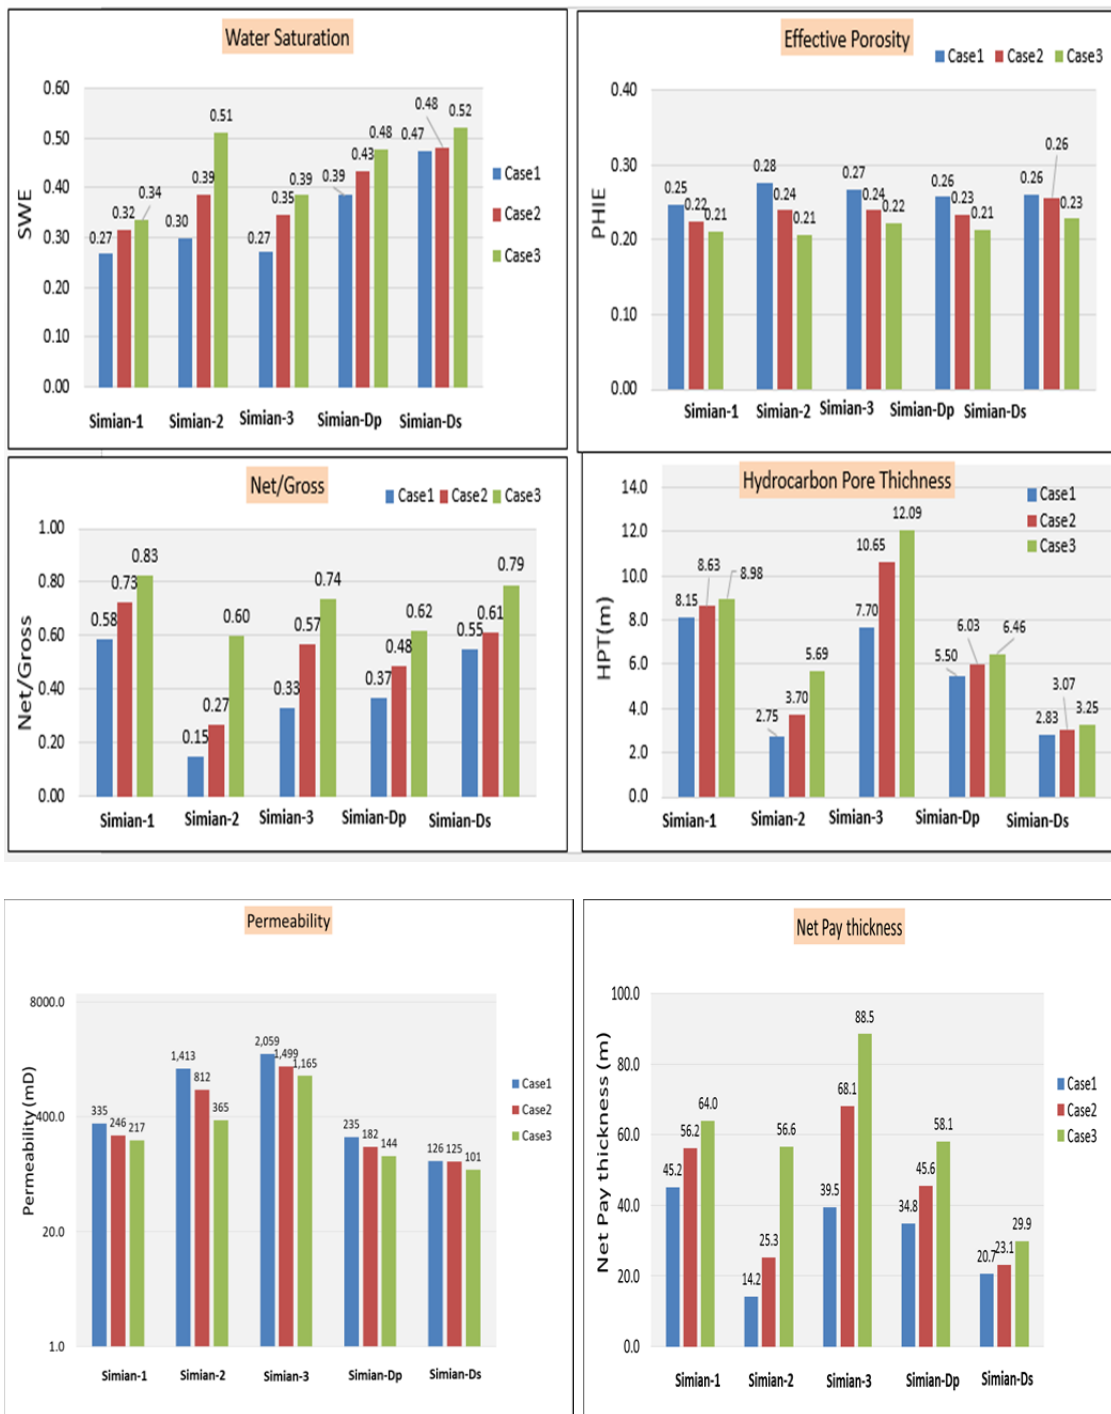 Water Saturation
SWE
0.60
0.50
0.40
0.30
0.20
0.10
0.00
0.27 0.32 0.34
0.30 0.39 0.51
0.27 0.35 0.39
0.39 0.43 0.48
0.47 0.48 0.52
Case1
Case2
Case3
Simian-1 Simian-2 Simian-3 Simian-Dp Simian-Ds
Effective Porosity
Case1 Case2 Case3
PHIE
0.40
0.30
0.20
0.10
0.00
0.25 0.22 0.21
0.28 0.24 0.21
0.27 0.24 0.22
0.26 0.23 0.21
0.26 0.26 0.23
Simian-1 Simian-2 Simian-3 Simian-Dp Simian-Ds
Net/Gross
Case1 Case2 Case3
Net/Gross
1.00
0.80
0.60
0.40
0.20
0.00
0.58 0.73 0.83
0.15 0.27 0.60
0.33 0.57 0.74
0.37 0.48 0.62
0.55 0.61 0.79
Simian-1 Simian-2 Simian-3 Simian-Dp Simian-Ds
Hydrocarbon Pore Thichness
Case1
Case2
Case3
HPT(m)
14.0
12.0
10.0
8.0
6.0
4.0
2.0
0.0
8.15 8.63 8.98
2.75 3.70 5.69
7.70 10.65 12.09
5.50 6.03 6.46
2.83 3.07 3.25
Simian-1 Simian-2 Simian-3 Simian-Dp Simian-Ds
Permeability
Permeability (mD)
8000.0
400.0
20.0
1.0
335 246 217
1,413 812 365
2,059 1,499 1,165
235 182 144
126 125 101
Case1
Case2
Case3
Simian-1 Simian-2 Simian-3 Simian-Dp Simian-Ds
Net Pay thickness
Net Pay thickness (m)
100.0
80.0
60.0
40.0
20.0
0.0
45.2 56.2 64.0
14.2 25.3 56.6
39.5 68.1 88.5
34.8 45.6 58.1
20.7 23.1 29.9
Case1
Case2
Case3
Simian-1 Simian-2 Simian-3 Simian-Dp Simian-Ds